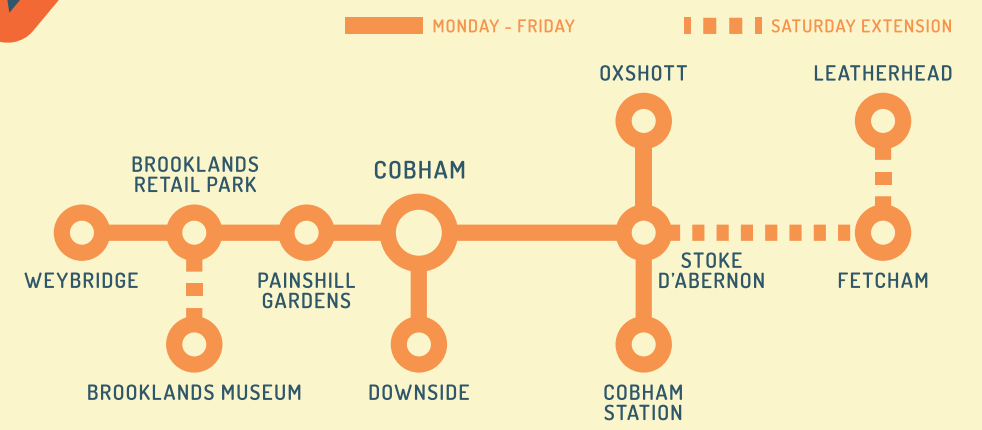 MONDAY - FRIDAY
SATURDAY EXTENSION
OXSHOTT
LEATHERHEAD
BROOKLANDS
RETAIL PARK
COBHAM
WEYBRIDGE
PAINSHILL
GARDENS
STOKE
D'ABERNON
FETCHAM
BROOKLANDS MUSEUM
DOWNSIDE
COBHAM
STATION